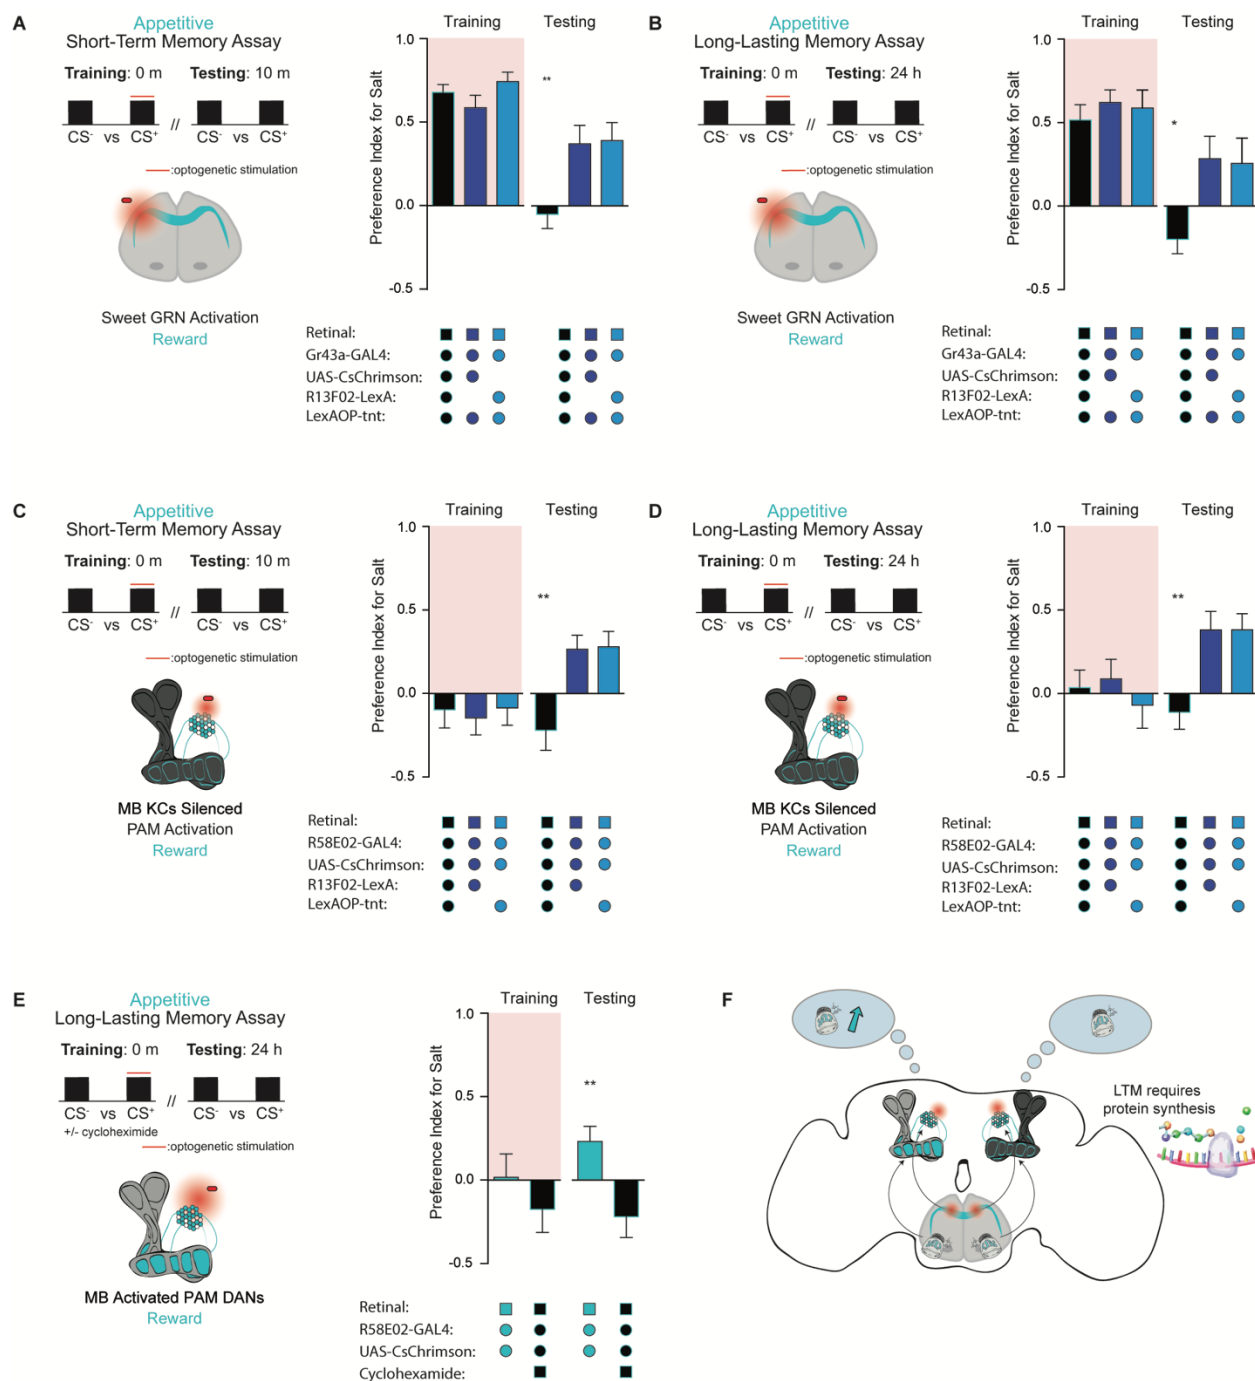 A
Appetitive
Short-Term Memory Assay
Training: 0 m Testing: 10 m
CS- vs CS+ // CS- vs CS+
:optogenetic stimulation
Sweet GRN Activation
Reward
Training Testing
Preference Index for Salt
1.0
0.5
0.0
-0.5
**
Retinal:
Gr43a-GAL4:
UAS-CsChrimson:
R13F02-LexA:
LexAOP-tnt:
B
Appetitive
Long-Lasting Memory Assay
Training: 0 m Testing: 24 h
CS- vs CS+ // CS- vs CS+
:optogenetic stimulation
Sweet GRN Activation
Reward
Training Testing
Preference Index for Salt
1.0
0.5
0.0
-0.5
*
Retinal:
Gr43a-GAL4:
UAS-CsChrimson:
R13F02-LexA:
LexAOP-tnt:
C
Appetitive
Short-Term Memory Assay
Training: 0 m Testing: 10 m
CS- vs CS+ // CS- vs CS+
:optogenetic stimulation
MB KCs Silenced
PAM Activation
Reward
Training Testing
Preference Index for Salt
1.0
0.5
0.0
-0.5
**
Retinal:
R58E02-GAL4:
UAS-CsChrimson:
R13F02-LexA:
LexAOP-tnt:
D
Appetitive
Long-Lasting Memory Assay
Training: 0 m Testing: 24 h
CS- vs CS+ // CS- vs CS+
:optogenetic stimulation
MB KCs Silenced
PAM Activation
Reward
Training Testing
Preference Index for Salt
1.0
0.5
0.0
-0.5
**
Retinal:
R58E02-GAL4:
UAS-CsChrimson:
R13F02-LexA:
LexAOP-tnt:
E
Appetitive
Long-Lasting Memory Assay
Training: 0 m Testing: 24 h
CS- vs CS+ // CS- vs CS+
+/- cycloheximide
:optogenetic stimulation
MB Activated PAM DANs
Reward
Training Testing
Preference Index for Salt
1.0
0.5
0.0
-0.5
**
Retinal:
R58E02-GAL4:
UAS-CsChrimson:
Cyclohexamide:
F
LTM requires
protein synthesis